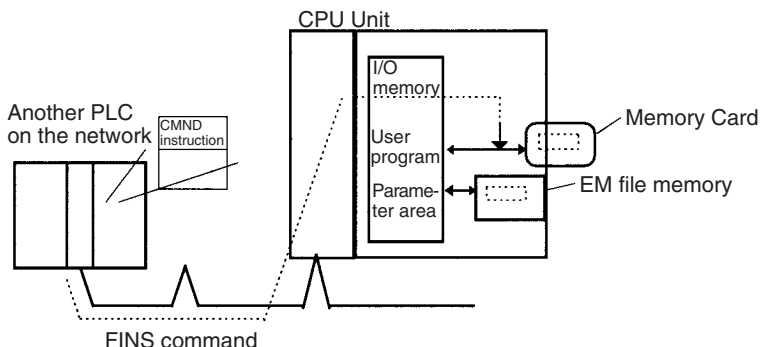 CPU Unit
I/O
memory
Another PLC
on the network
CMND
instruction
Memory Card
User
program
EM file memory
Parame-
ter area
FINS command